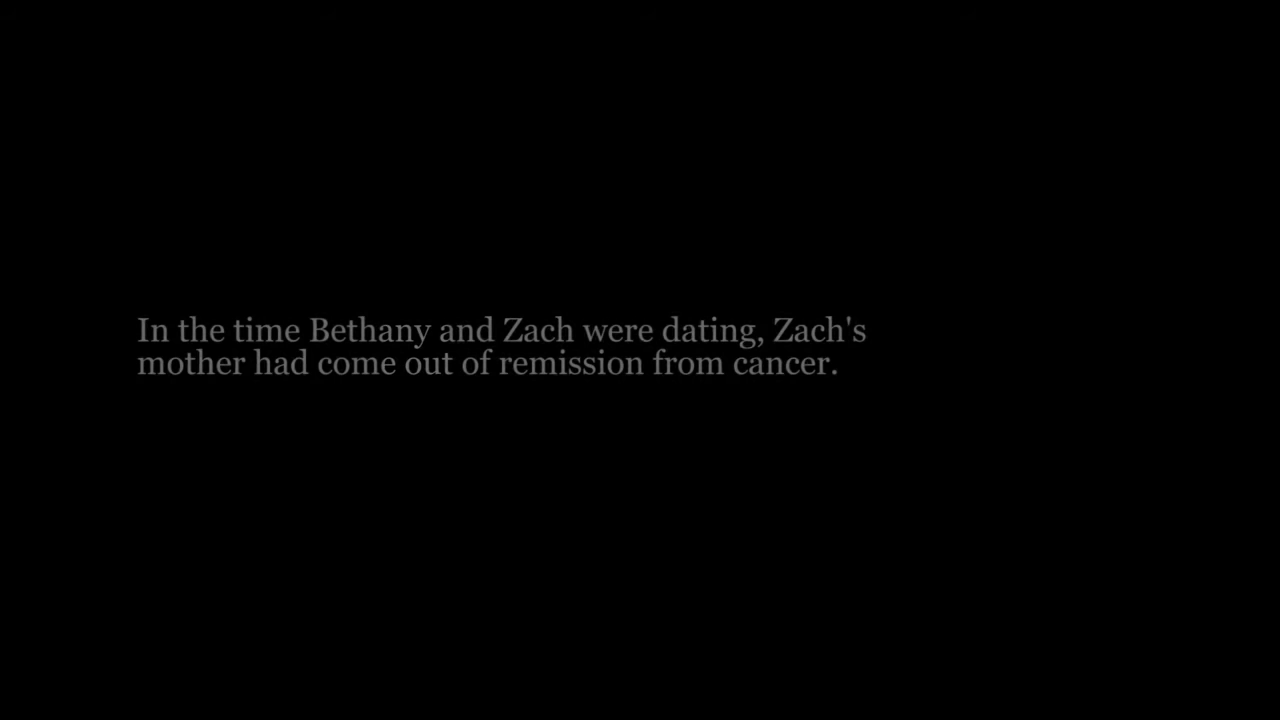 In the time Bethany and Zach were dating, Zach's
mother had come out of remission from cancer.